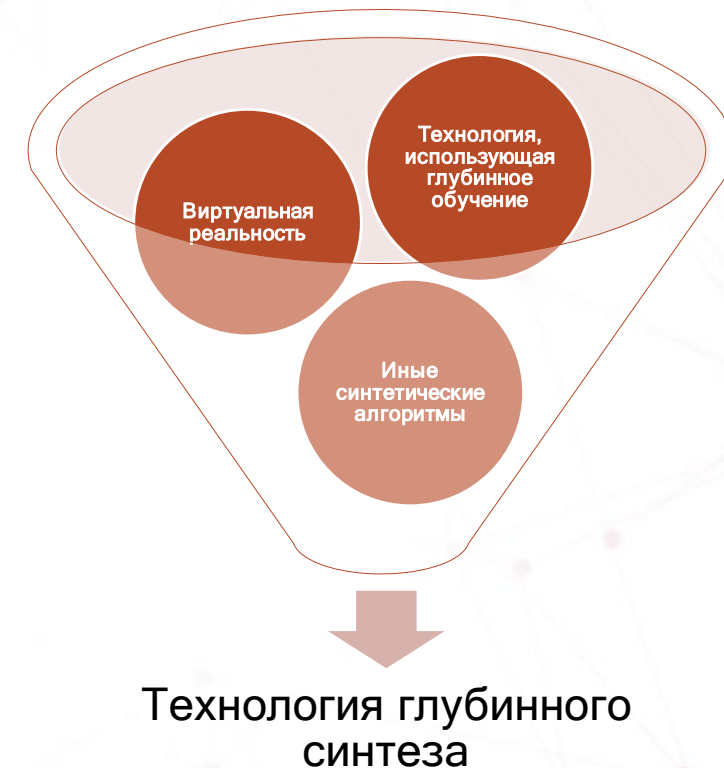 Технология,
использующая
глубинное
обучение
Виртуальная
реальность
Иные
синтетические
алгоритмы
Технология глубинного
синтеза